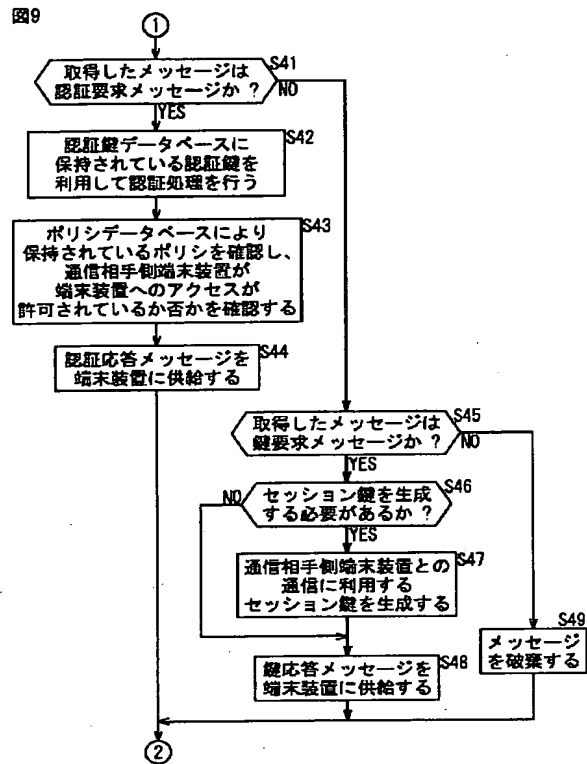 図9
①
S41
取得したメッセージは
認証要求メッセージか ?
NO
YES
S42
認証鍵データベースに
保持されている認証鍵を
利用して認証処理を行う
S43
ポリシデータベースにより
保持されているポリシを確認し、
通信相手側端末装置が
端末装置へのアクセスが
許可されているか否かを確認する
S44
認証応答メッセージを
端末装置に供給する
S45
取得したメッセージは
鍵要求メッセージか ?
NO
YES
S46
NO
セッション鍵を生成
する必要があるか ?
YES
S47
通信相手側端末装置との
通信に利用する
セッション鍵を生成する
S49
メッセージ
を破棄する
S48
鍵応答メッセージを
端末装置に供給する
②